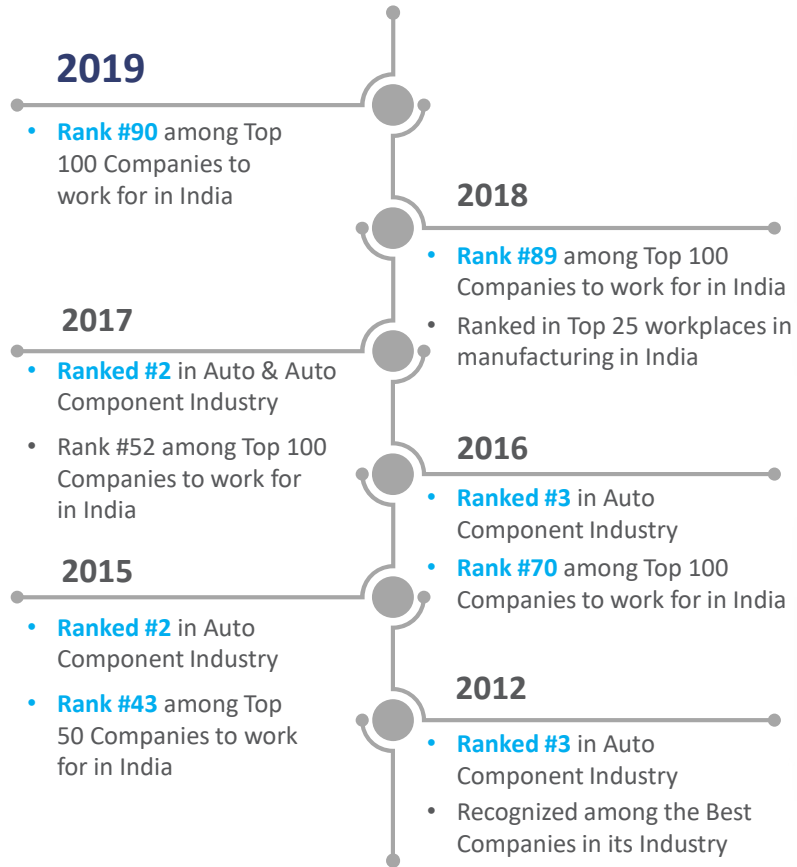 2019
• Rank #90 among Top
100 Companies to
work for in India
2018
• Rank #89 among Top 100
Companies to work for in India
• Ranked in Top 25 workplaces in
manufacturing in India
2017
• Ranked #2 in Auto & Auto
Component Industry
• Rank #52 among Top 100
Companies to work for
in India
2016
• Ranked #3 in Auto
Component Industry
• Rank #70 among Top 100
Companies to work for in India
2015
• Ranked #2 in Auto
Component Industry
• Rank #43 among Top
50 Companies to work
for in India
2012
• Ranked #3 in Auto
Component Industry
• Recognized among the Best
Companies in its Industry